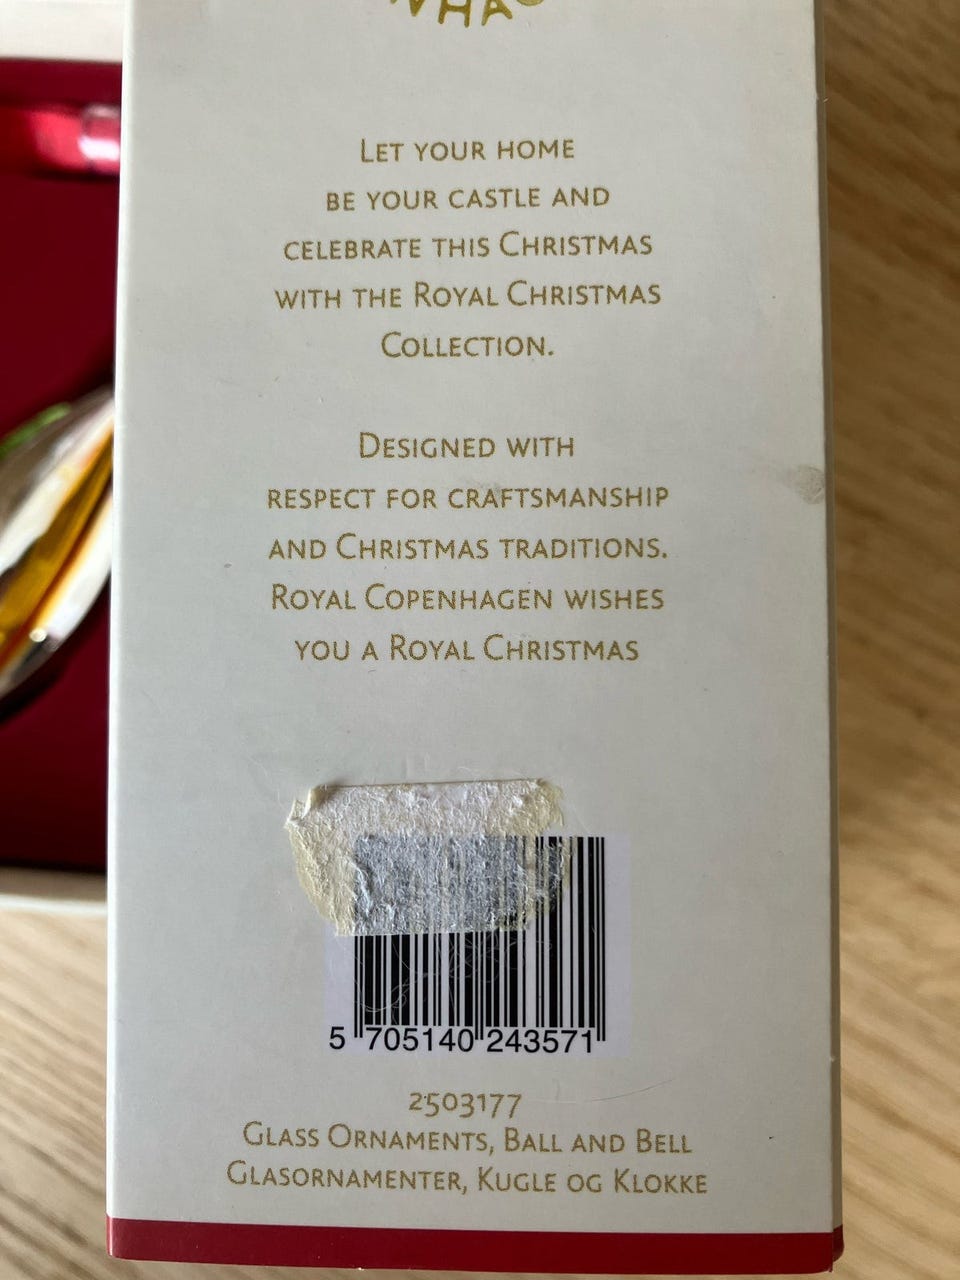 LET YOUR HOME
BE YOUR CASTLE AND
CELEBRATE THIS CHRISTMAS
WITH THE ROYAL CHRISTMAS
COLLECTION.
DESIGNED WITH
RESPECT FOR CRAFTSMANSHIP
AND CHRISTMAS TRADITIONS.
ROYAL COPENHAGEN WISHES
YOU A ROYAL CHRISTMAS
5 705140 243571
2503177
GLASS ORNAMENTS, BALL AND BELL
GLASORNAMENTER, KUGLE OG KLOKKE